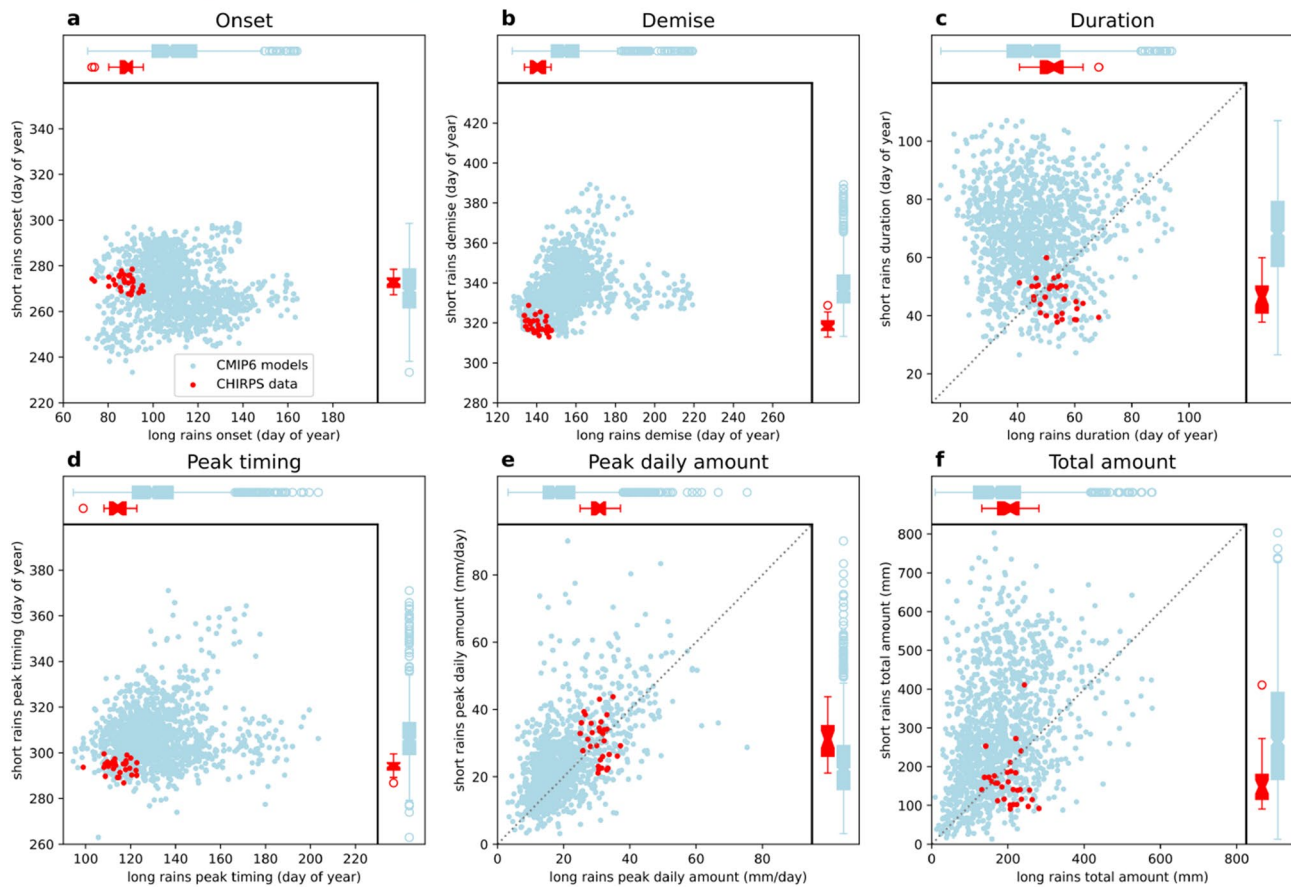 a Onset
b Demise
c Duration
short rains onset (day of year)
340
320
300
280
260
240
220
CMIP6 models
CHIRPS data
60 80 100 120 140 160 180
long rains onset (day of year)
short rains demise (day of year)
420
400
380
360
340
320
300
280
120 140 160 180 200 220 240 260
long rains demise (day of year)
short rains duration (day of year)
100
80
60
40
20
20 40 60 80 100
long rains duration (day of year)
d Peak timing
e Peak daily amount
f Total amount
short rains peak timing (day of year)
380
360
340
320
300
280
260
100 120 140 160 180 200 220
long rains peak timing (day of year)
short rains peak daily amount (mm/day)
80
60
40
20
0
0 20 40 60 80
long rains peak daily amount (mm/day)
short rains total amount (mm)
800
700
600
500
400
300
200
100
0
0 200 400 600 800
long rains total amount (mm)